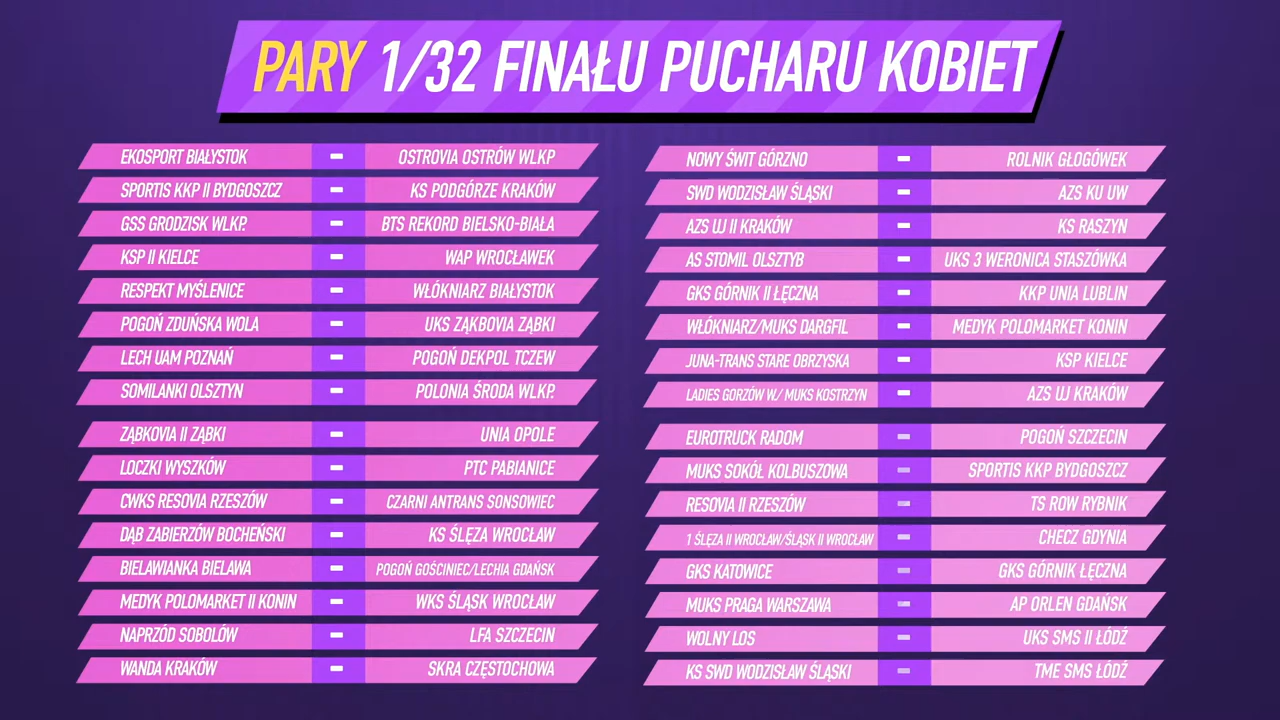 PARY 1/32 FINAŁU PUCHARU KOBIET
EKOSPORT BIAŁYSTOK - OSTROVIA OSTRÓW WLKP
SPORTIS KKP II BYDGOSZCZ - KS PODGÓRZE KRAKÓW
GSS GRODZISK WLKP. - BTS REKORD BIELSKO-BIAŁA
KSP II KIELCE - WAP WROCŁAWEK
RESPEKT MYŚLENICE - WŁÓKNIARZ BIAŁYSTOK
POGOŃ ZDUŃSKA WOLA - UKS ZĄKBOVIA ZĄBKI
LECH UAM POZNAŃ - POGOŃ DEKPOL TCZEW
SOMILANKI OLSZTYN - POLONIA ŚRODA WLKP.
ZĄBKOVIA II ZĄBKI - UNIA OPOLE
LOCZKI WYSZKÓW - PTC PABIANICE
CWKS RESOVIA RZESZÓW - CZARNI ANTRANS SONSOWIEC
DĄB ZABIERZÓW BOCHEŃSKI - KS ŚLĘZA WROCŁAW
BIELAWIANKA BIELAWA - POGOŃ GOŚCINIEC/LECHIA GDAŃSK
MEDYK POLOMARKET II KONIN - WKS ŚLĄSK WROCŁAW
NAPRZÓD SOBOLÓW - LFA SZCZECIN
WANDA KRAKÓW - SKRA CZĘSTOCHOWA
NOWY ŚWIT GÓRZNO - ROLNIK GŁOGÓWEK
SWD WODZISŁAW ŚLĄSKI - AZS KU UW
AZS UJ II KRAKÓW - KS RASZYN
AS STOMIL OLSZTYB - UKS 3 WERONICA STASZÓWKA
GKS GÓRNIK II ŁĘCZNA - KKP UNIA LUBLIN
WŁÓKNIARZ/MUKS DARGFIL - MEDYK POLOMARKET KONIN
JUNA-TRANS STARE OBRZYSKA - KSP KIELCE
LADIES GORZÓW W./ MUKS KOSTRZYN - AZS UJ KRAKÓW
EUROTRUCK RADOM - POGOŃ SZCZECIN
MUKS SOKÓŁ KOLBUSZOWA - SPORTIS KKP BYDGOSZCZ
RESOVIA II RZESZÓW - TS ROW RYBNIK
1 ŚLĘZA II WROCŁAW/ŚLĄSK II WROCŁAW - CHECZ GDYNIA
GKS KATOWICE - GKS GÓRNIK ŁĘCZNA
MUKS PRAGA WARSZAWA - AP ORLEN GDAŃSK
WOLNY LOS - UKS SMS II ŁÓDŹ
KS SWD WODZISŁAW ŚLĄSKI - TME SMS ŁÓDŹ